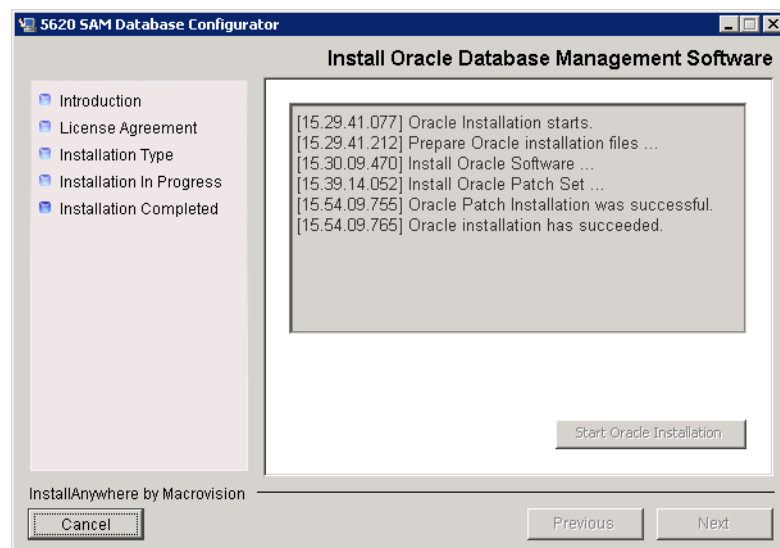 5620 SAM Database Configurator
Install Oracle Database Management Software
Introduction
License Agreement
Installation Type
Installation In Progress
Installation Completed
[15.29.41.077] Oracle Installation starts.
[15.29.41.212] Prepare Oracle installation files ...
[15.30.09.470] Install Oracle Software ...
[15.39.14.052] Install Oracle Patch Set ...
[15.54.09.755] Oracle Patch Installation was successful.
[15.54.09.765] Oracle installation has succeeded.
Start Oracle Installation
InstallAnywhere by Macrovision
Cancel
Previous
Next